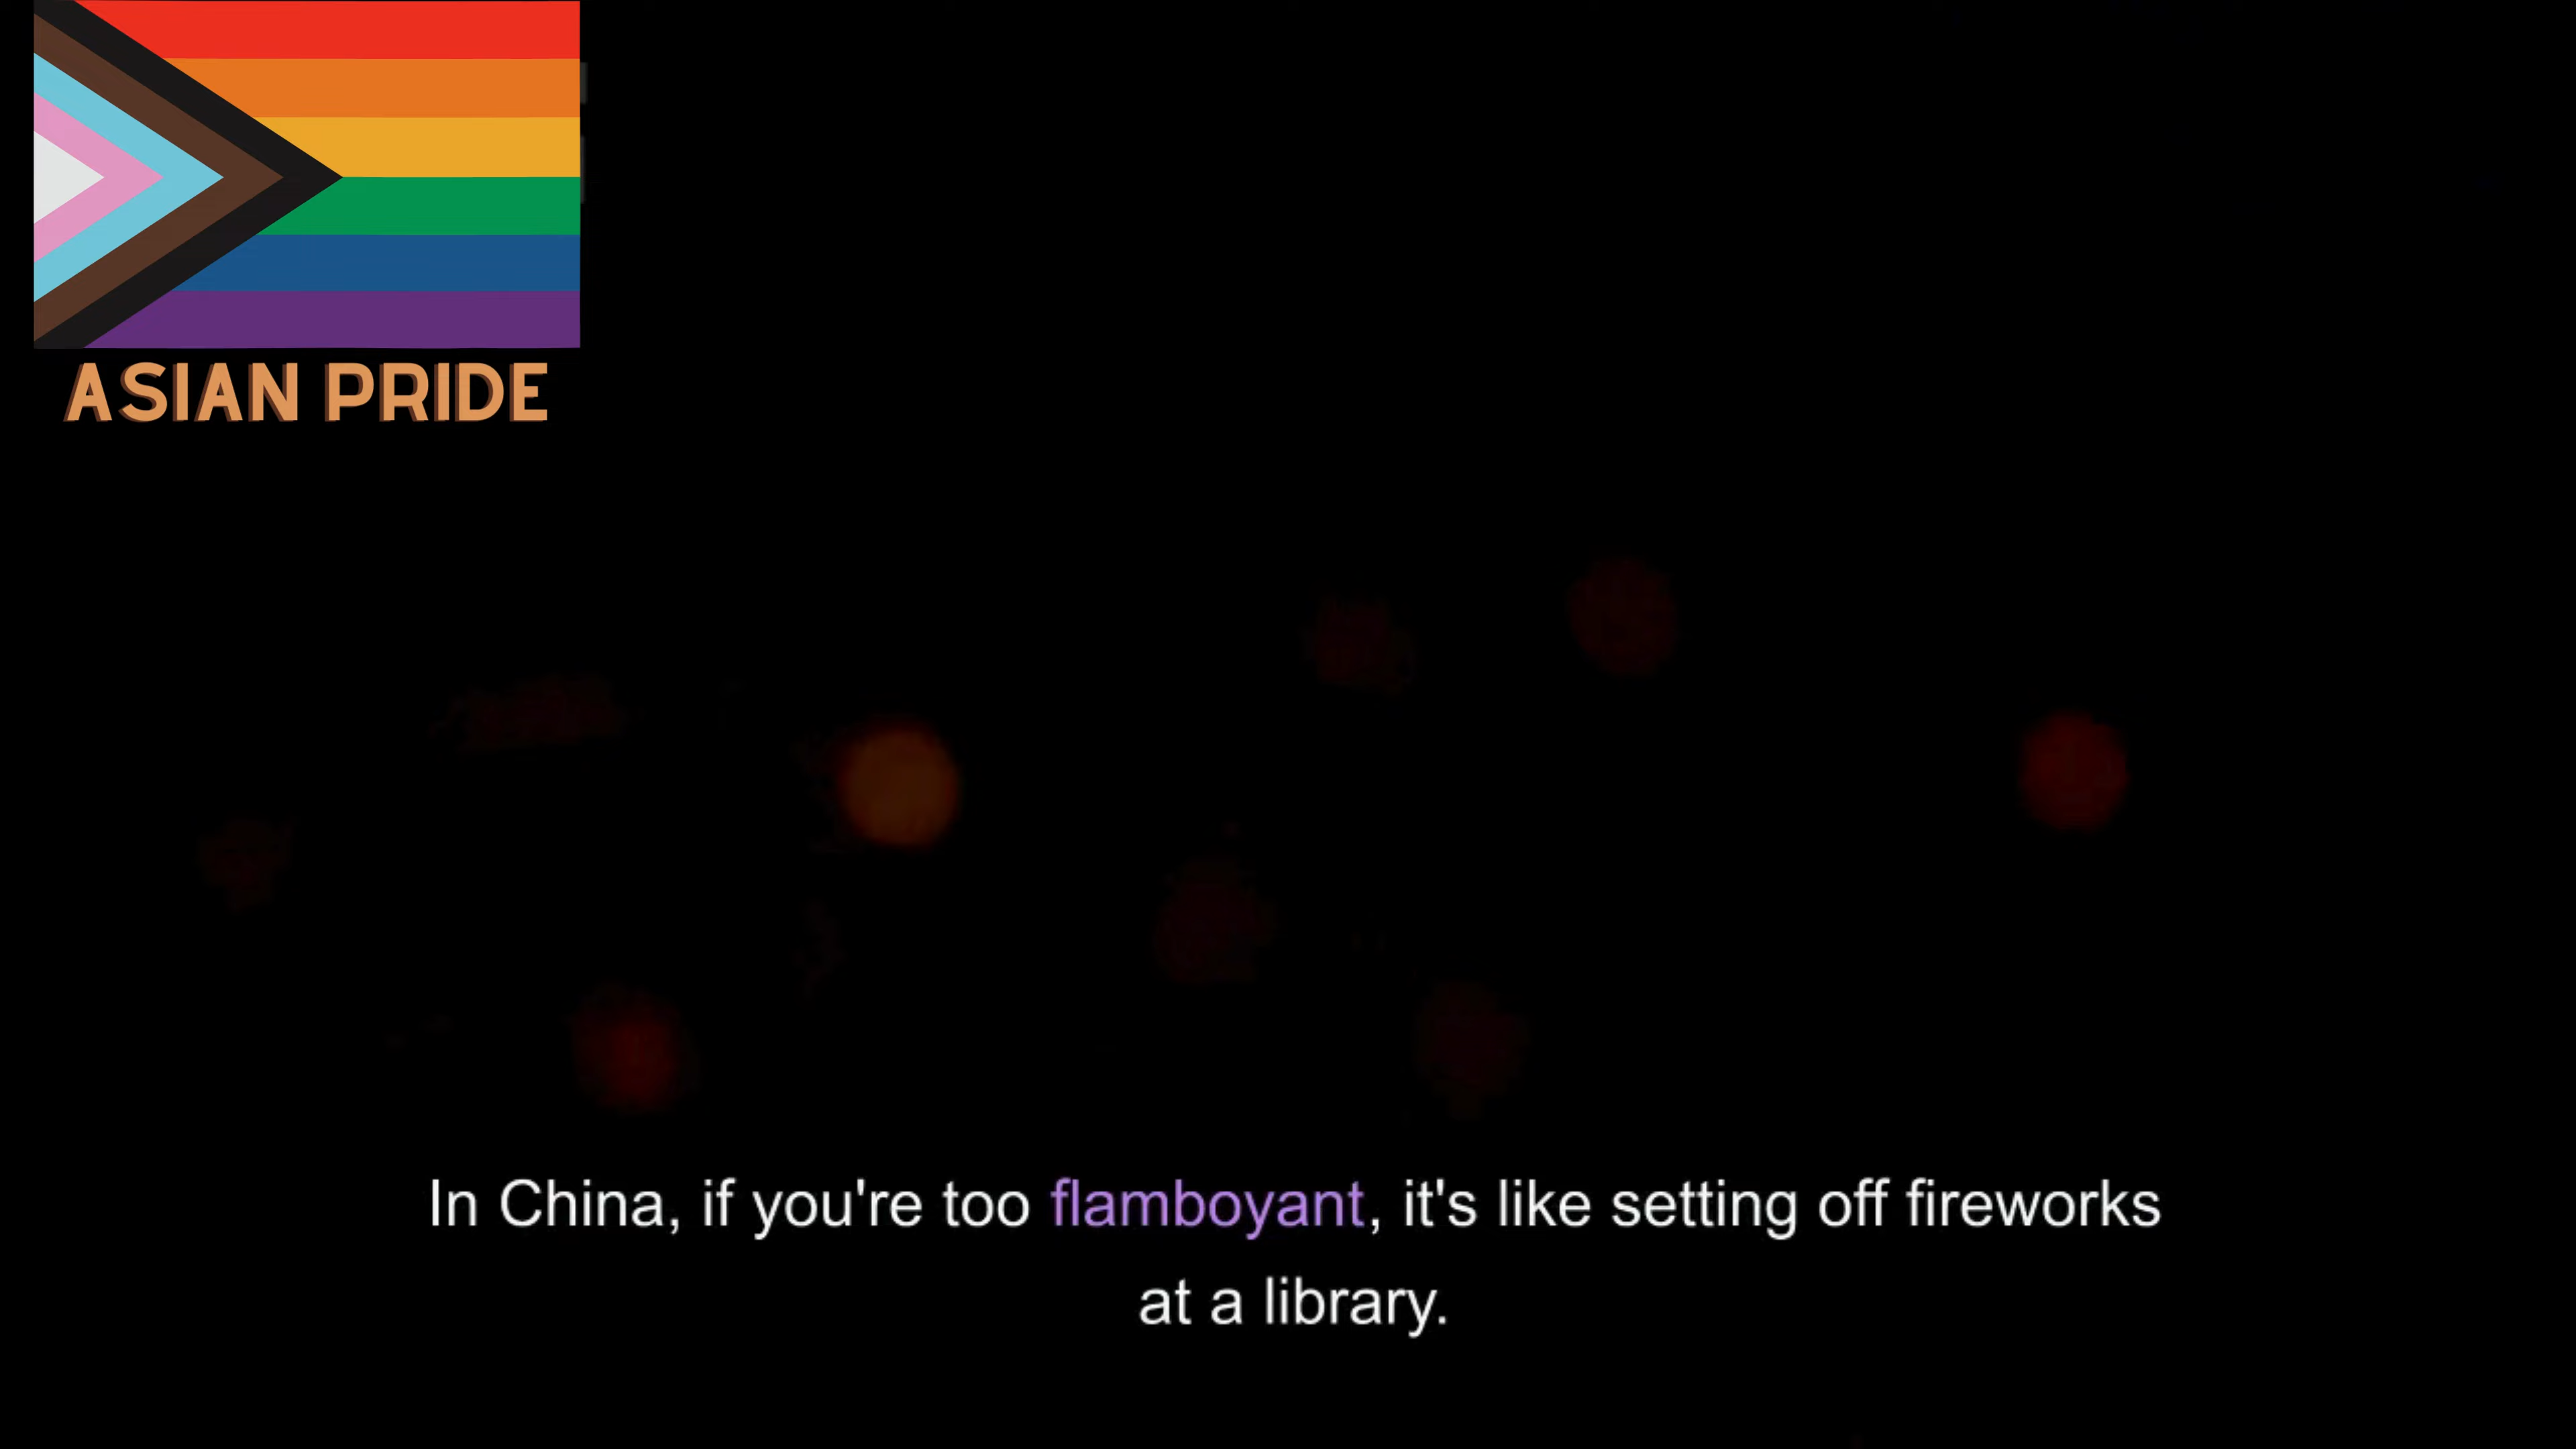 ASIAN PRIDE
In China, if you're too flamboyant, it's like setting off fireworks
at a library.